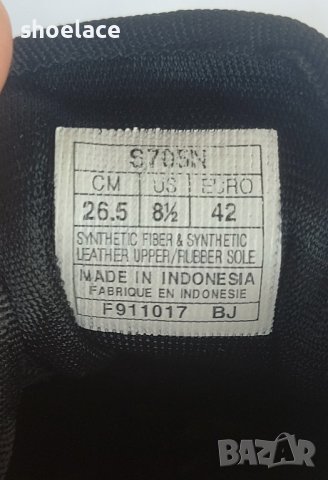 shoelace
S705N
CM US EURO
26.5 8½ 42
SYNTHETIC FIBER & SYNTHETIC
LEATHER UPPER/RUBBER SOLE
MADE IN INDONESIA
FABRIQUE EN INDONESIE
F911017 BJ
BAZAR